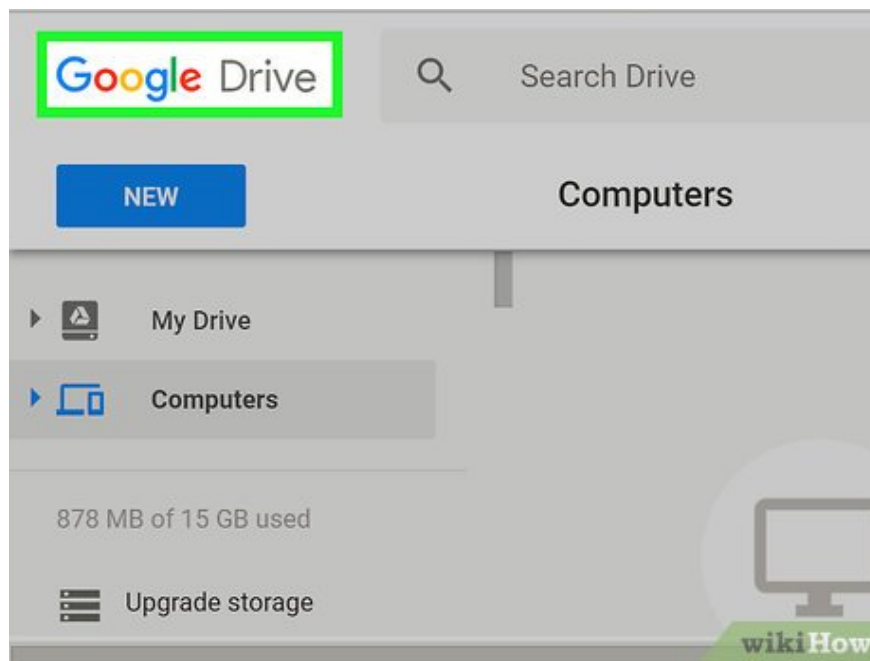 Google Drive
Search Drive
NEW
Computers
My Drive
Computers
878 MB of 15 GB used
Upgrade storage
wikiHow